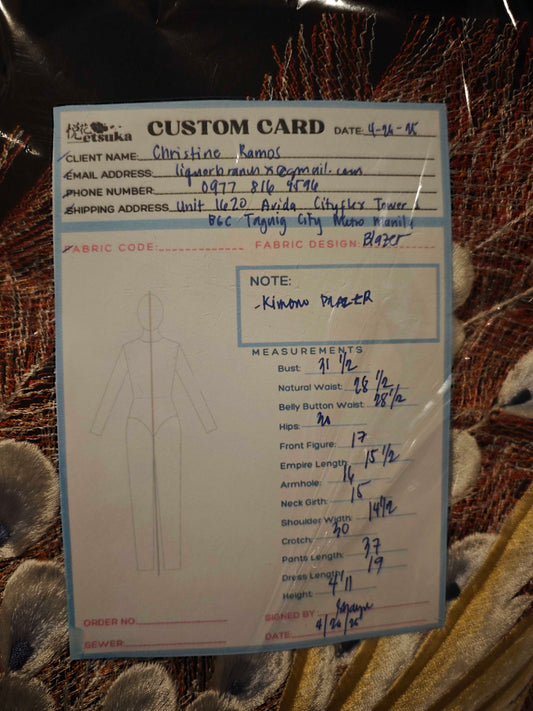 悦花
etsuka
CUSTOM CARD DATE: 4-26-25
CLIENT NAME: Christine Ramos
EMAIL ADDRESS: @gmail.com
PHONE NUMBER: 0977 816 9596
SHIPPING ADDRESS Unit 1620 Avida Cityflex Tower
BGC Taguig City Metro Manila
FABRIC CODE: FABRIC DESIGN: Blazer
NOTE:
-Kimono BLAZER
MEASUREMENTS
Bust: 31 1/2
Natural Waist: 28 1/2
Belly Button Waist: 28 1/2
Hips:
Front Figure: 17
Empire Length: 15 1/2
Armhole: 16
Neck Girth: 15
Shoulder Width: 14 1/2
Crotch: 30
Pants Length: 37
Dress Length: 19
Height: 4'11
ORDER NO. SIGNED BY
SEWER: DATE: 4/26/25